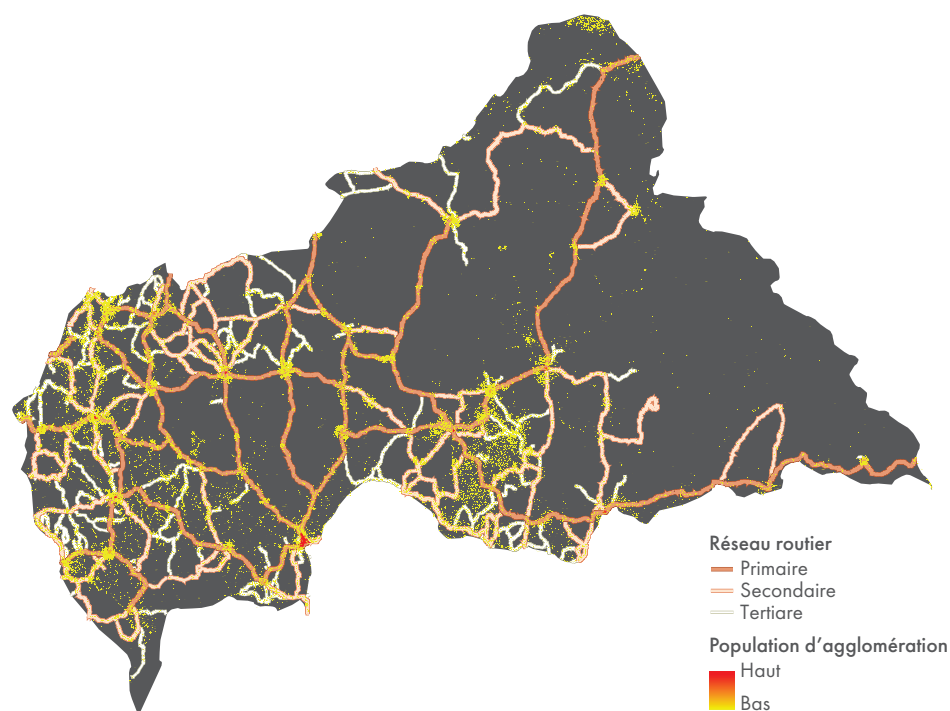 Réseau routier
Primaire
Secondaire
Tertiare
Population d’agglomération
Haut
Bas